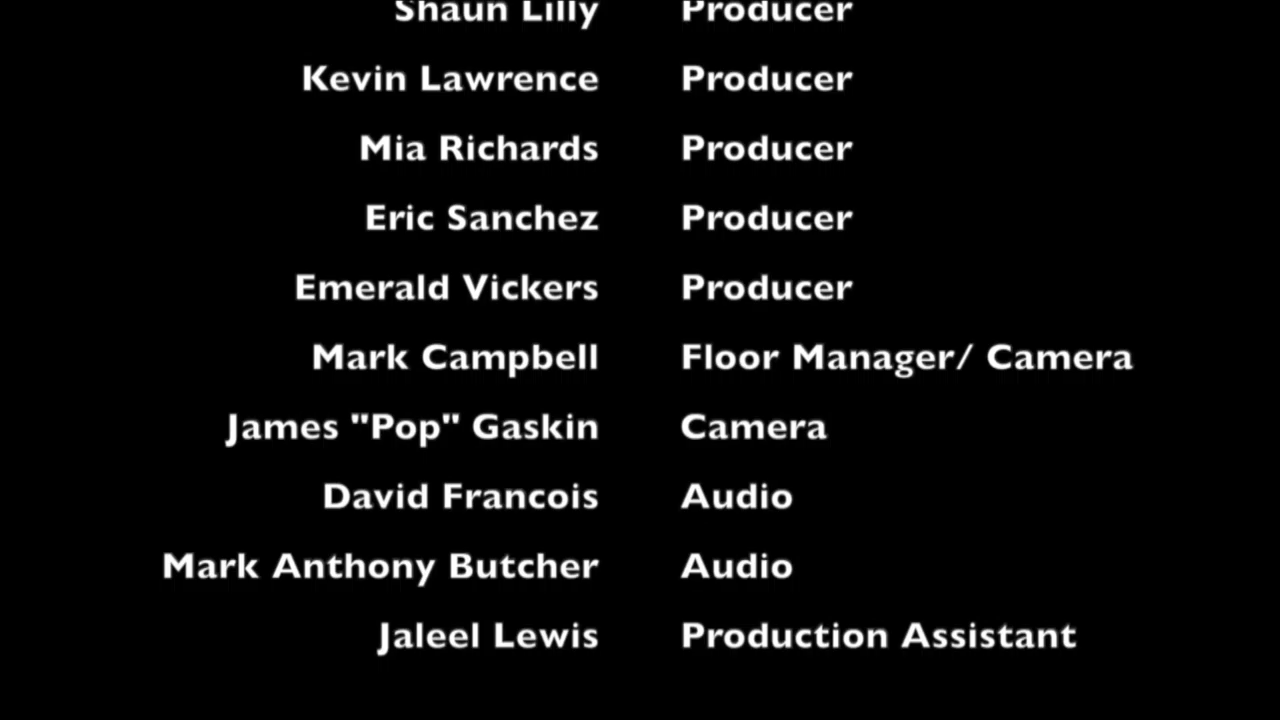 Shaun Lilly Producer
Kevin Lawrence Producer
Mia Richards Producer
Eric Sanchez Producer
Emerald Vickers Producer
Mark Campbell Floor Manager/ Camera
James "Pop" Gaskin Camera
David Francois Audio
Mark Anthony Butcher Audio
Jaleel Lewis Production Assistant